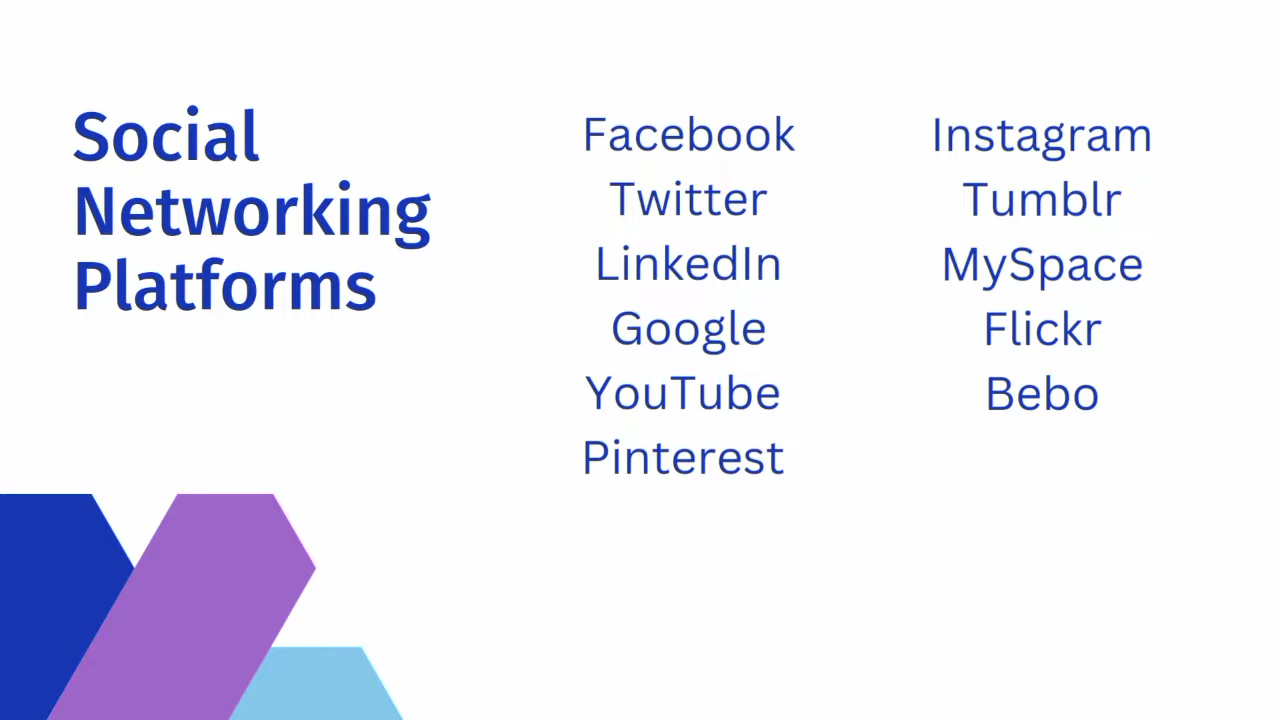 Social
Networking
Platforms
Facebook
Twitter
LinkedIn
Google
YouTube
Pinterest
Instagram
Tumblr
MySpace
Flickr
Bebo